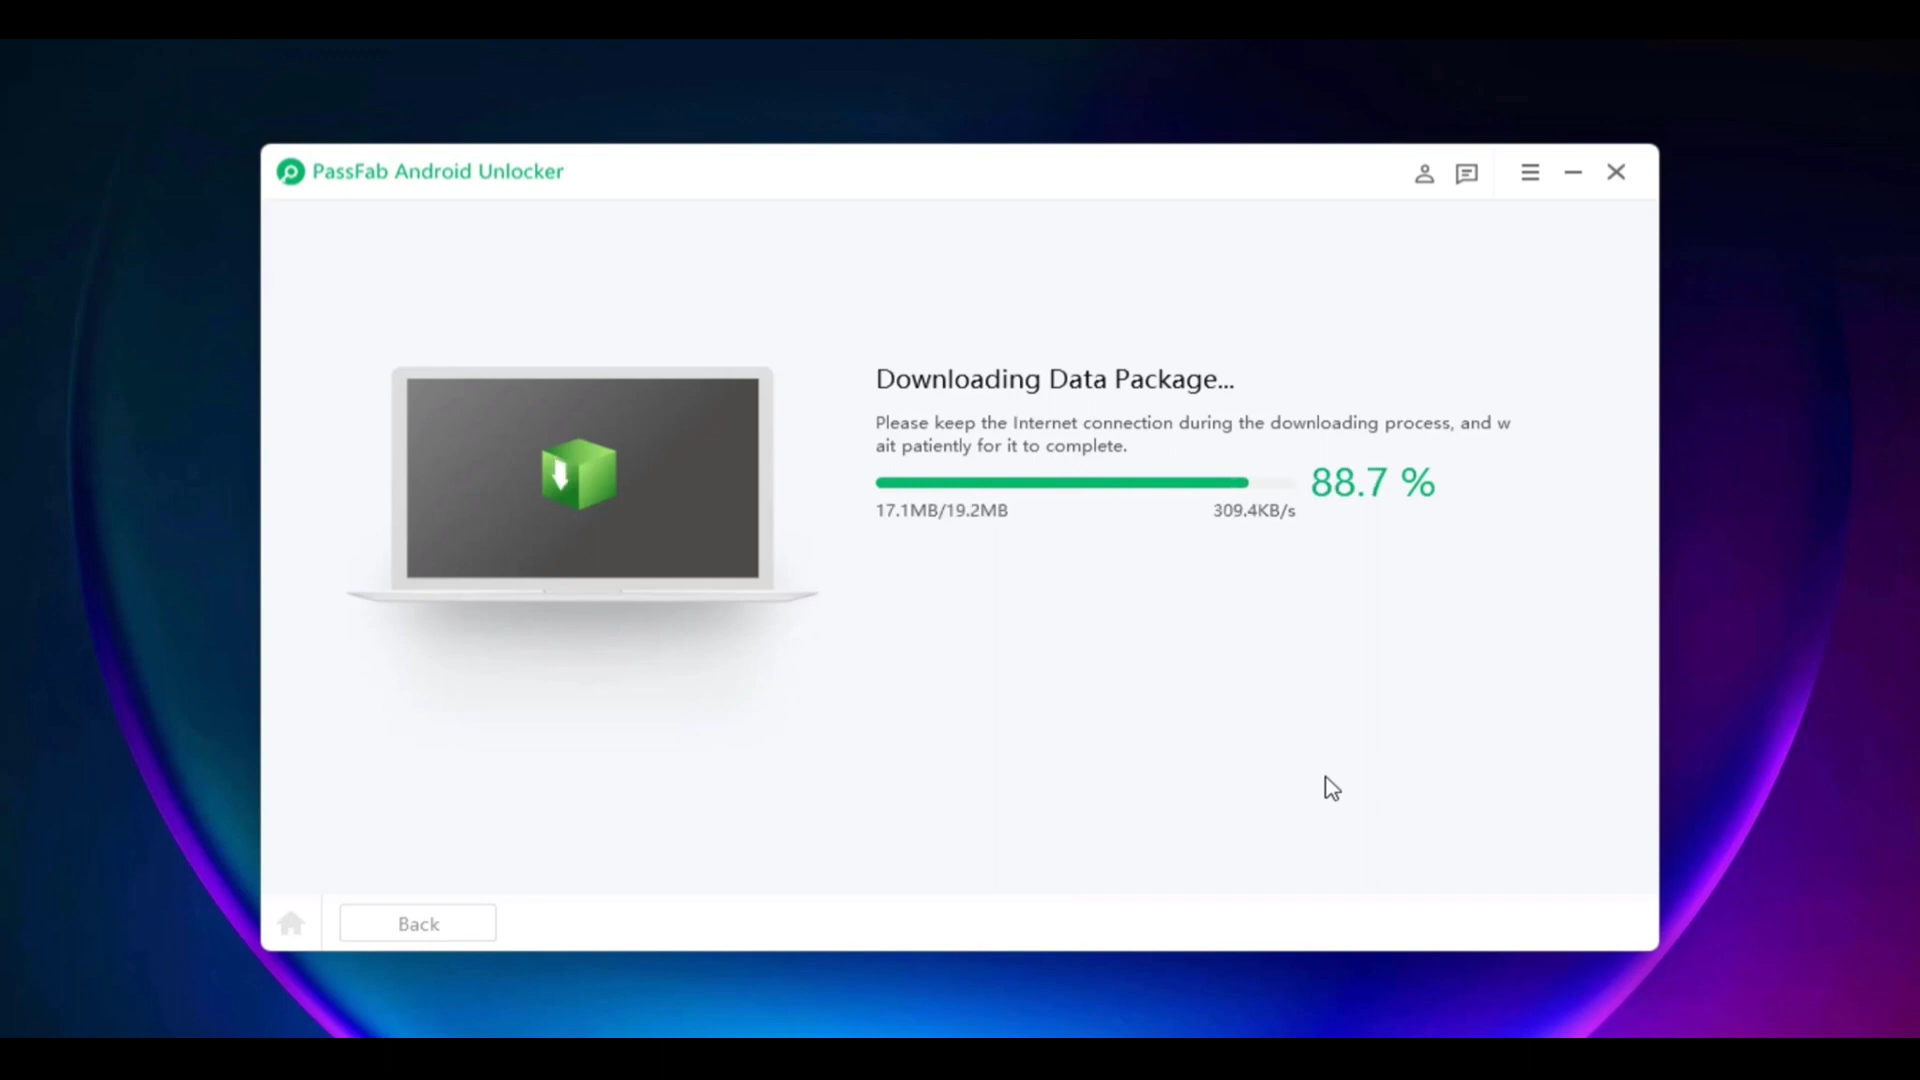 PassFab Android Unlocker
Downloading Data Package...
Please keep the Internet connection during the downloading process, and w
ait patiently for it to complete.
88.7 %
17.1MB/19.2MB 309.4KB/s
Back